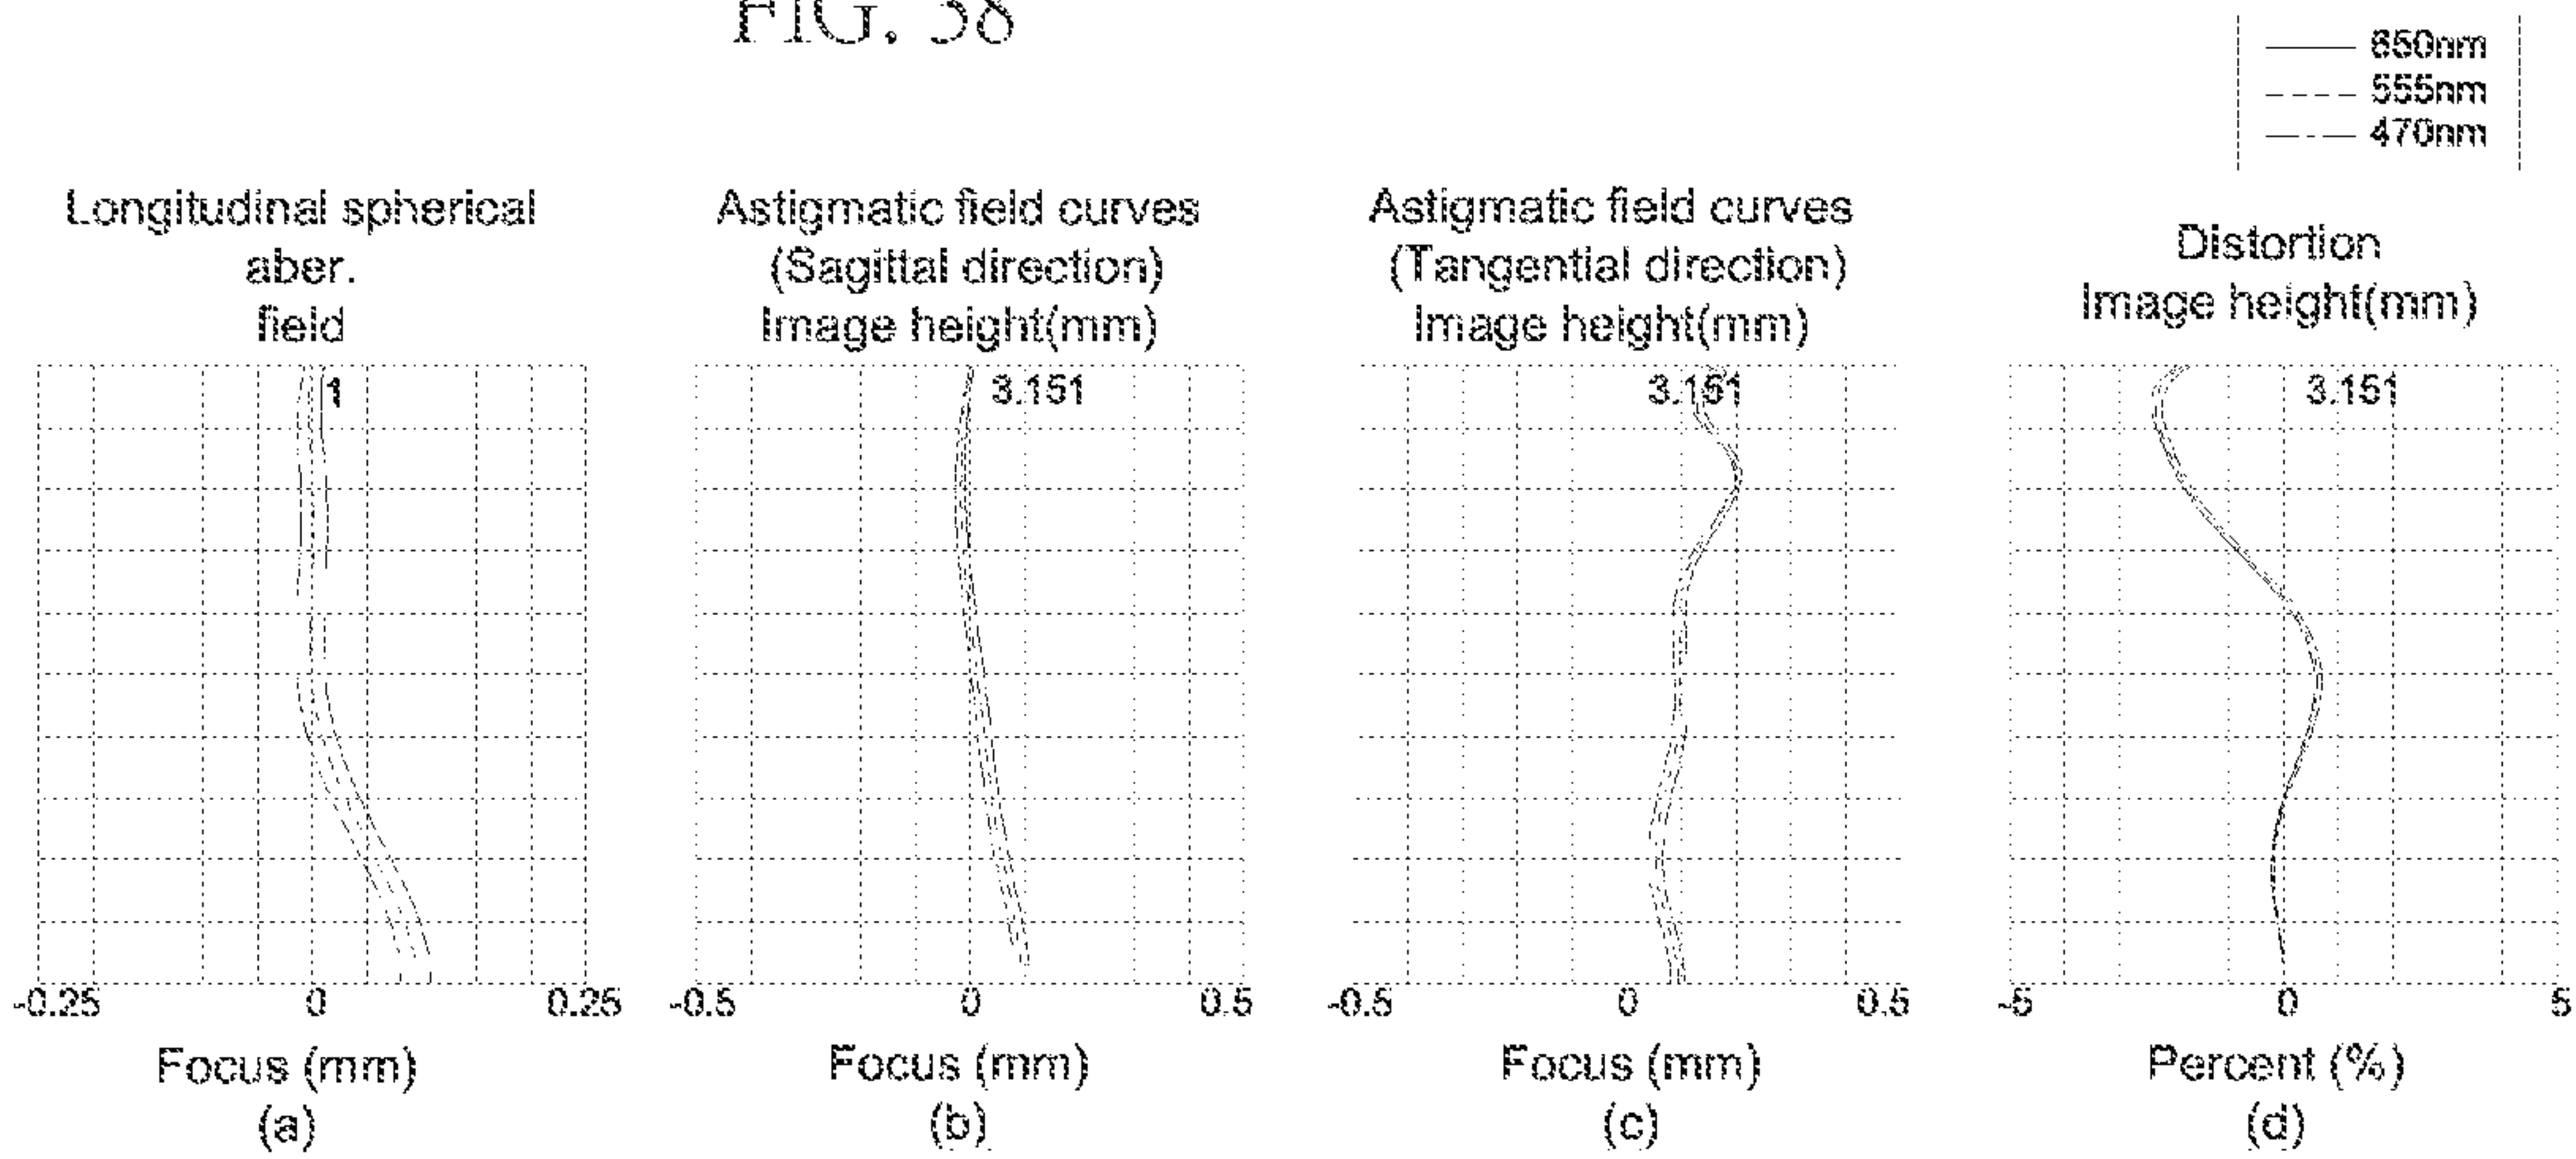 FIG. 38
650nm
555nm
470nm
Longitudinal spherical
aber.
field
Astigmatic field curves
(Sagittal direction)
Image height(mm)
Astigmatic field curves
(Tangential direction)
Image height(mm)
Distortion
Image height(mm)
1
3.151
3.151
3.151
-0.25 0 0.25
-0.5 0 0.5
-0.5 0 0.5
-5 0 5
Focus (mm)
Focus (mm)
Focus (mm)
Percent (%)
(a)
(b)
(c)
(d)